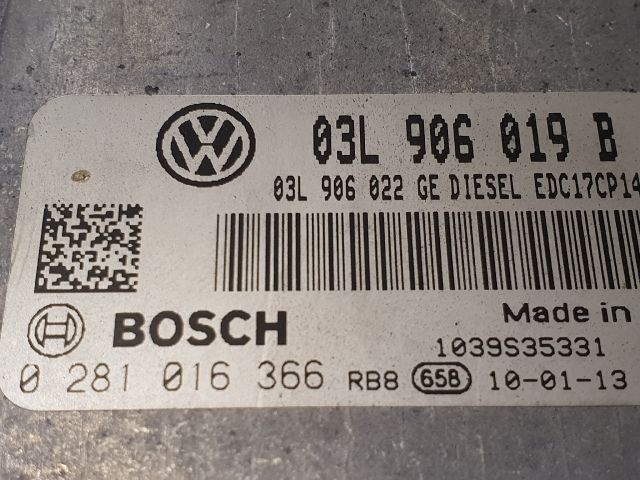 03L 906 019 B
03L 906 022 GE DIESEL EDC17CP14
BOSCH
Made in
1039S35331
0 281 016 366 RB8 65B 10-01-13